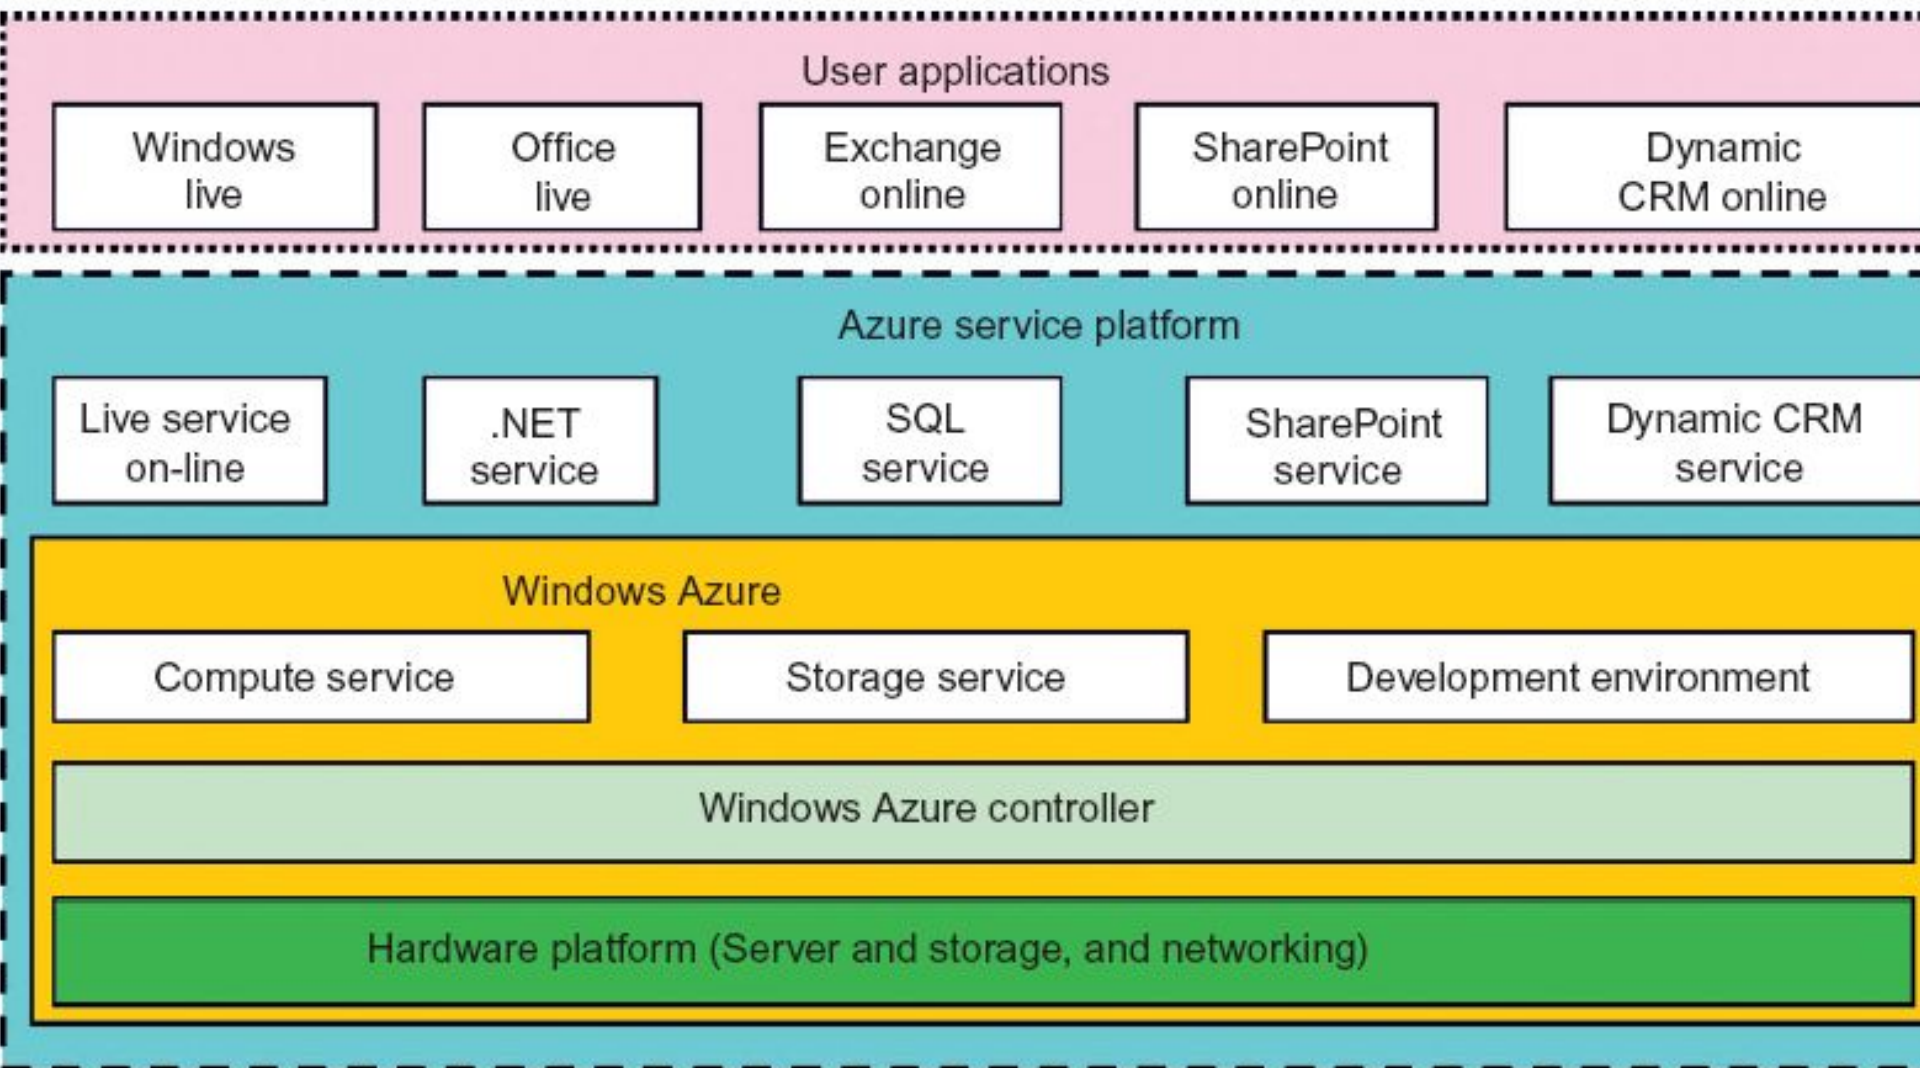 User applications
Windows
live
Office
live
Exchange
online
SharePoint
online
Dynamic
CRM online
Azure service platform
Live service
on-line
.NET
service
SQL
service
SharePoint
service
Dynamic CRM
service
Windows Azure
Compute service
Storage service
Development environment
Windows Azure controller
Hardware platform (Server and storage, and networking)